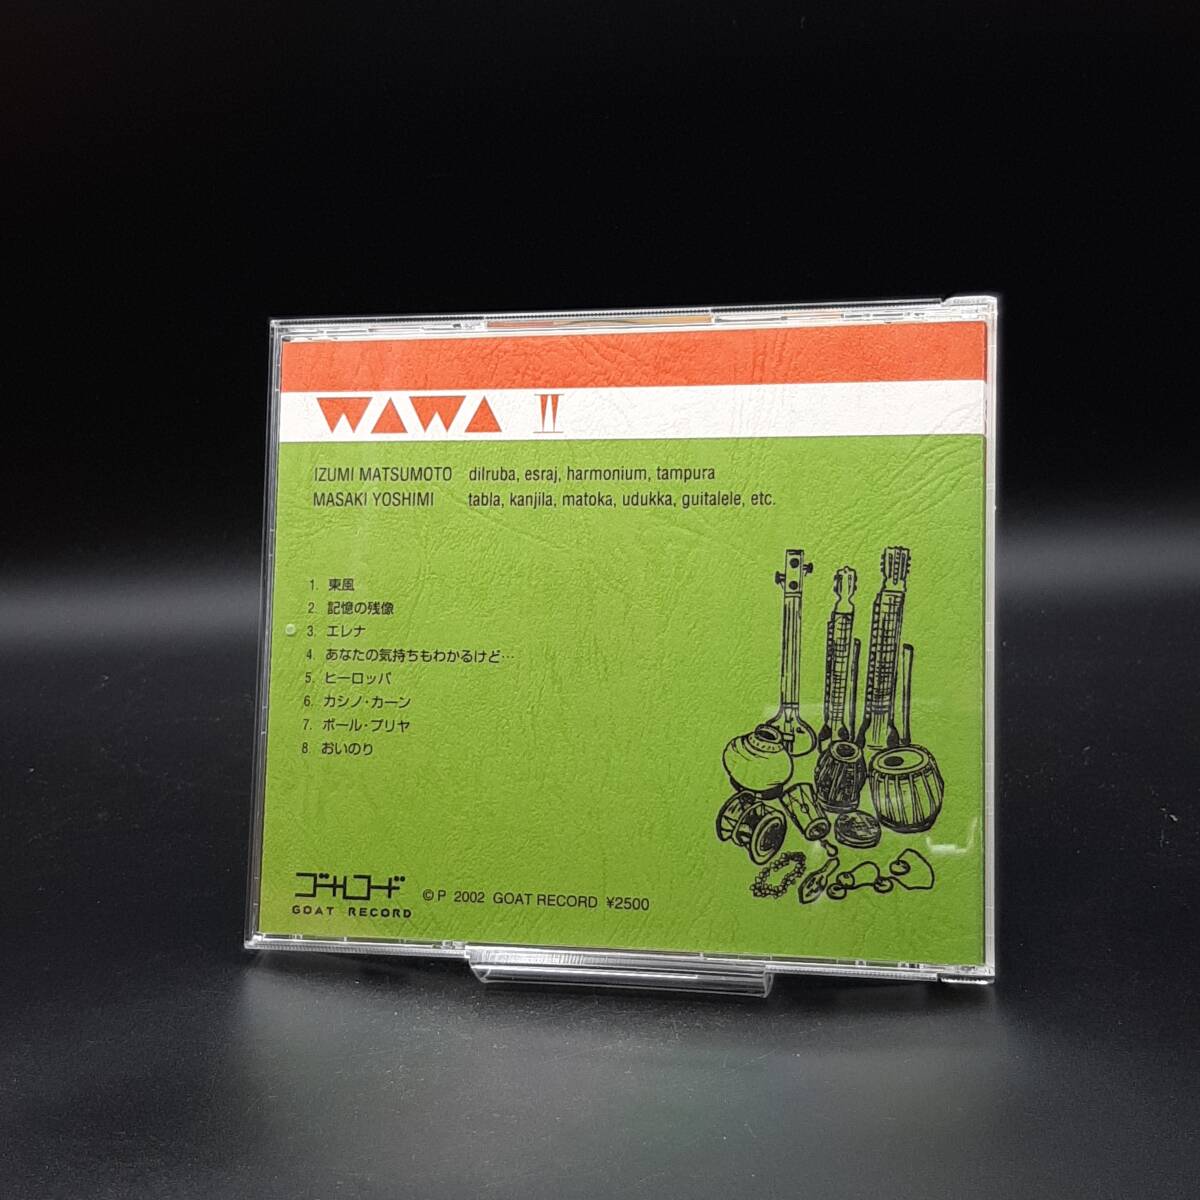 WAWA II
IZUMI MATSUMOTO dilruba, esraj, harmonium, tampura
MASAKI YOSHIMI tabla, kanjila, matoka, udukka, guitalele, etc.
1. 東風
2. 記憶の残像
3. エレナ
4. あなたの気持ちもわかるけど…
5. ヒーロッパ
6. カシノ・カーン
7. ボール・プリヤ
8. おいのり
ゴートレコード
GOAT RECORD
©P 2002 GOAT RECORD ¥2500